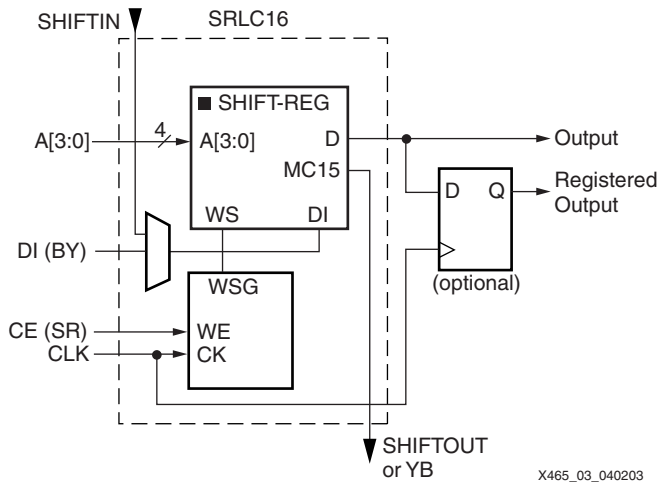 SHIFTIN
SRLC16
SHIFT-REG
A[3:0]
4
A[3:0]
D
Output
MC15
D
Q
Registered
Output
WS
DI
DI (BY)
WSG
(optional)
CE (SR)
WE
CLK
CK
SHIFTOUT
or YB
X465_03_040203